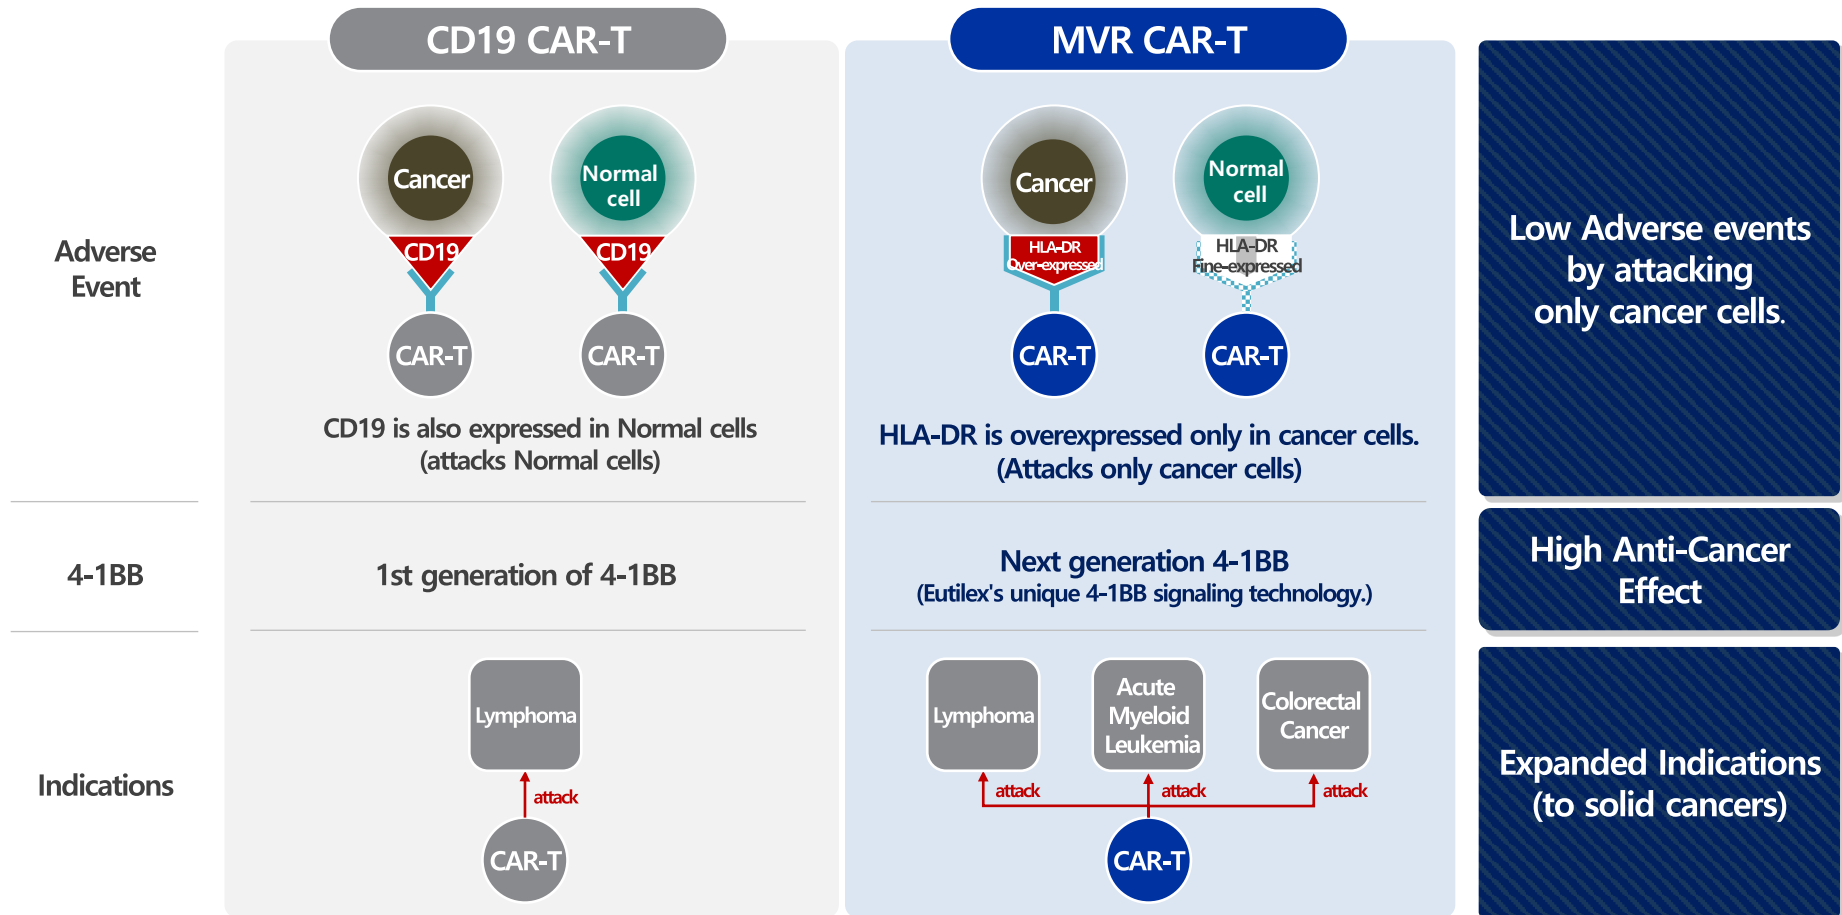 CD19 CAR-T
MVR CAR-T
Adverse
Event
Cancer
Normal
cell
CD19
CD19
CAR-T
CAR-T
CD19 is also expressed in Normal cells
(attacks Normal cells)
Cancer
Normal
cell
HLA-DR
Over-expressed
HLA-DR
Fine-expressed
CAR-T
CAR-T
HLA-DR is overexpressed only in cancer cells.
(Attacks only cancer cells)
Low Adverse events
by attacking
only cancer cells.
4-1BB
1st generation of 4-1BB
Next generation 4-1BB
(Eutilex's unique 4-1BB signaling technology.)
High Anti-Cancer
Effect
Indications
Lymphoma
attack
CAR-T
Lymphoma
Acute
Myeloid
Leukemia
Colorectal
Cancer
attack
attack
attack
CAR-T
Expanded Indications
(to solid cancers)